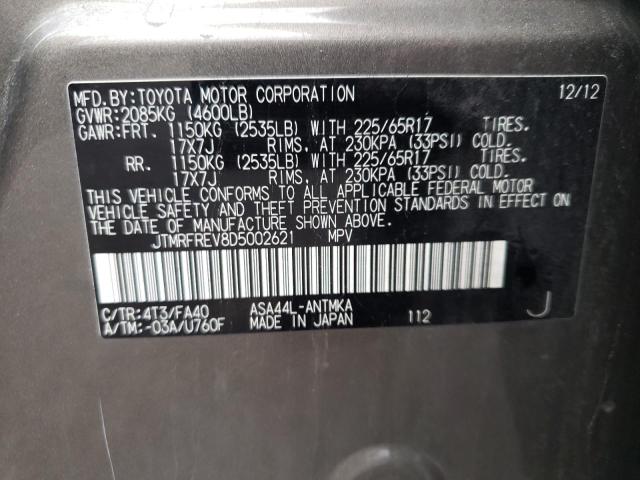 MFD.BY:TOYOTA MOTOR CORPORATION 12/12
GVWR:2085KG (4600LB)
GAWR:FRT. 1150KG (2535LB) WITH 225/65R17 TIRES.
17X7J RIMS. AT 230KPA (33PSI) COLD.
RR. 1150KG (2535LB) WITH 225/65R17 TIRES.
17X7J RIMS. AT 230KPA (33PSI) COLD.
THIS VEHICLE CONFORMS TO ALL APPLICABLE FEDERAL MOTOR
VEHICLE SAFETY AND THEFT PREVENTION STANDARDS IN EFFECT ON
THE DATE OF MANUFACTURE SHOWN ABOVE.
JTMRFREV8D5002621 MPV
C/TR:4T3/FA40 ASA44L-ANTMKA
A/TM:-03A/U760F MADE IN JAPAN 112 J